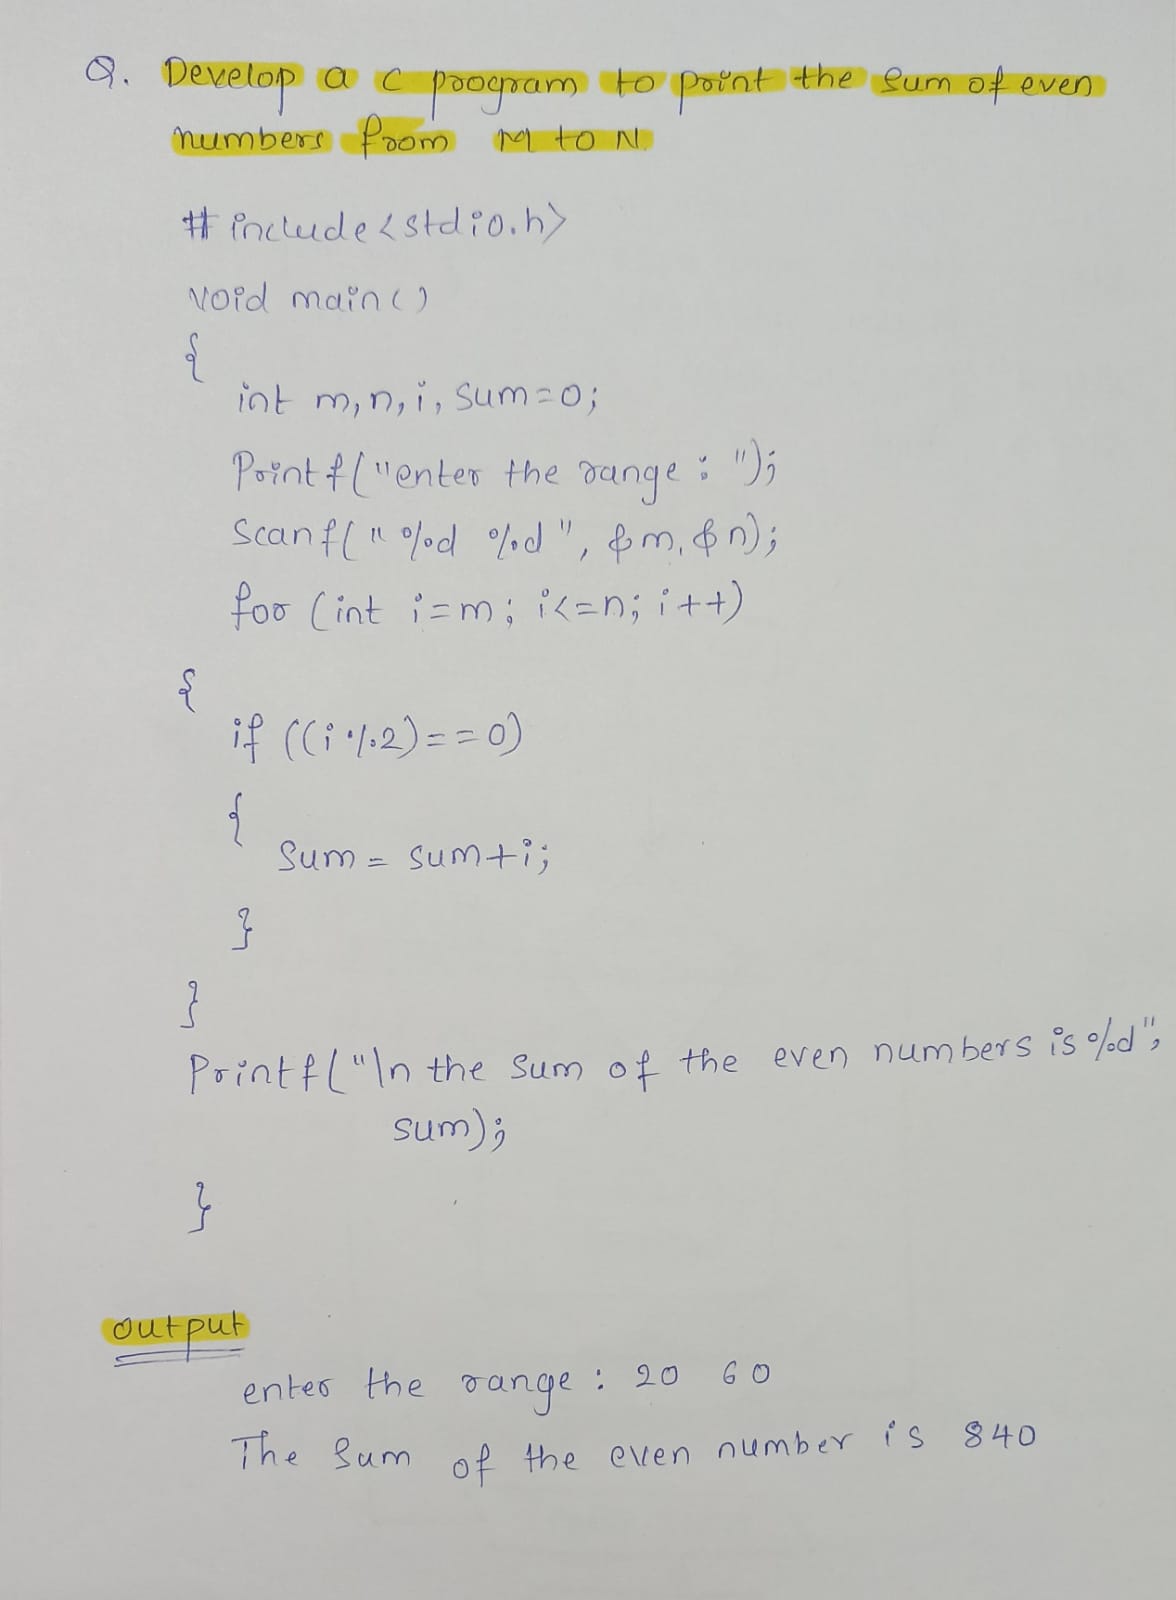 Q. Develop a C program to print the sum of even
numbers from M to N.
# include <stdio.h>
void main()
{
int m,n,i, sum=0;
Printf("enter the range : ");
Scanf("%d %d", &m, &n);
for (int i=m; i<=n; i++)
{
if ((i%2)==0)
{
Sum = sum+i;
}
}
Printf("\n the sum of the even numbers is %d",
sum);
}
output
enter the range : 20 60
The Sum of the even number is 840